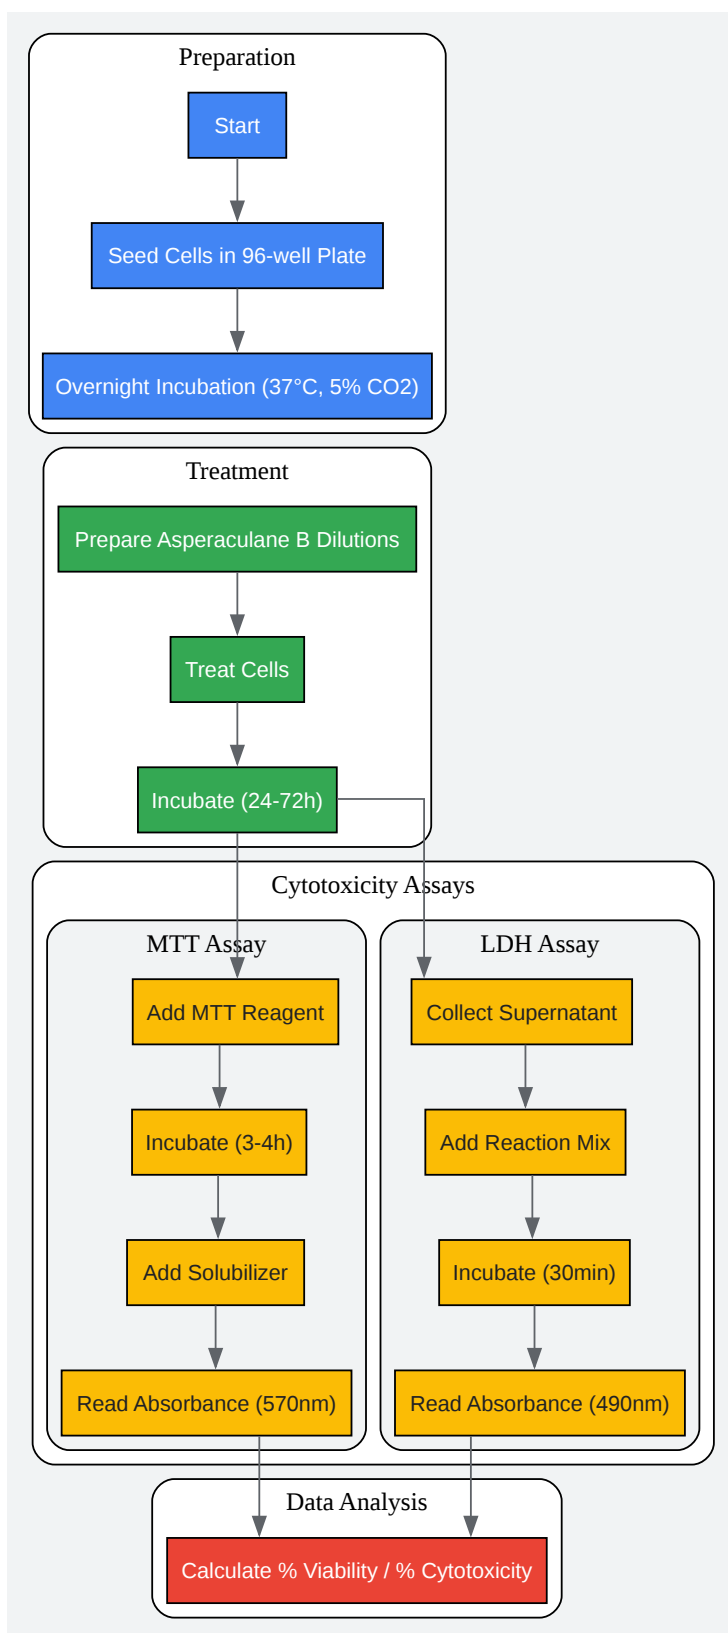 Preparation
Start
Seed Cells in 96-well Plate
Overnight Incubation (37°C, 5% CO2)
Treatment
Prepare Asperaculane B Dilutions
Treat Cells
Incubate (24-72h)
Cytotoxicity Assays
MTT Assay
Add MTT Reagent
Incubate (3-4h)
Add Solubilizer
Read Absorbance (570nm)
LDH Assay
Collect Supernatant
Add Reaction Mix
Incubate (30min)
Read Absorbance (490nm)
Data Analysis
Calculate % Viability / % Cytotoxicity